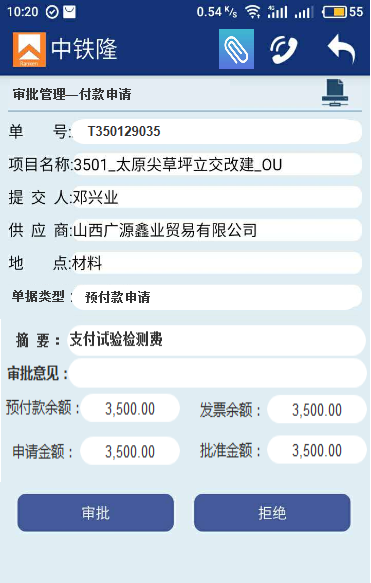 10:20 0.54 K/s 4G 55
中铁隆
Ranken
审批管理—付款申请
单 号: T350129035
项目名称:3501_太原尖草坪立交改建_OU
提 交 人:邓兴业
供 应 商:山西广源鑫业贸易有限公司
地 点:材料
单据类型： 预付款申请
摘 要： 支付试验检测费
审批意见：
预付款余额： 3,500.00 发票余额： 3,500.00
申请金额： 3,500.00 批准金额： 3,500.00
审批 拒绝